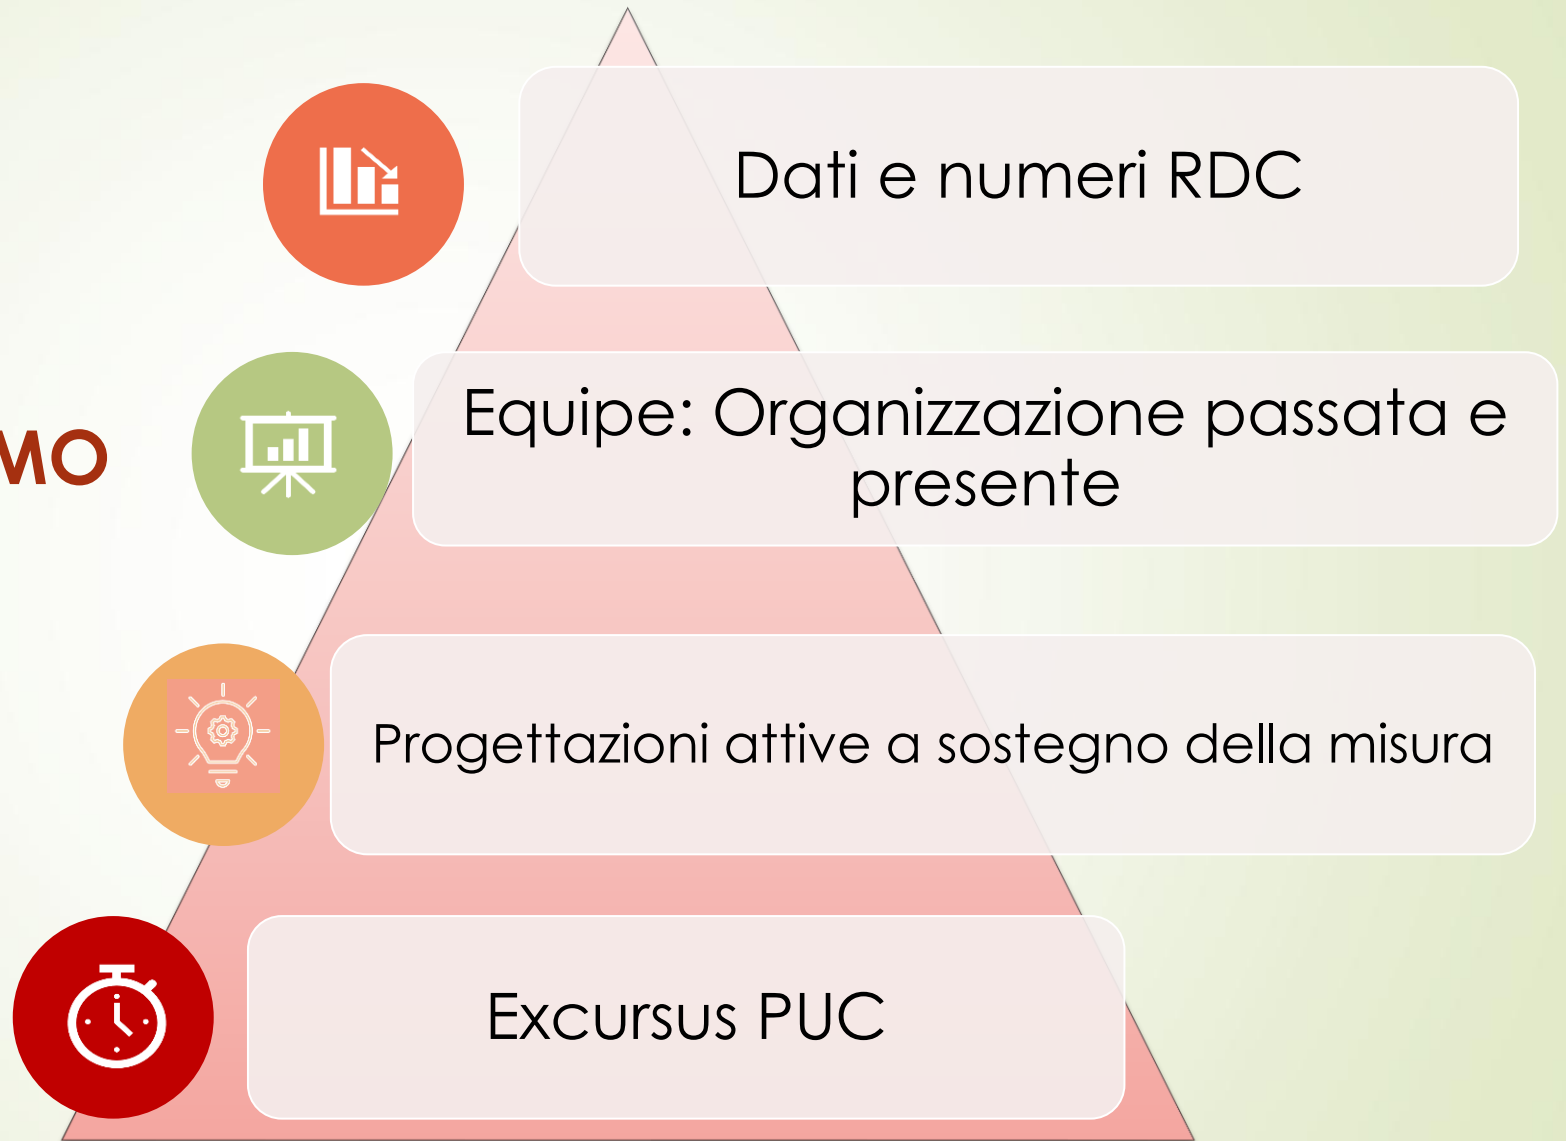 Dati e numeri RDC
MO
Equipe: Organizzazione passata e
presente
Progettazioni attive a sostegno della misura
Excursus PUC